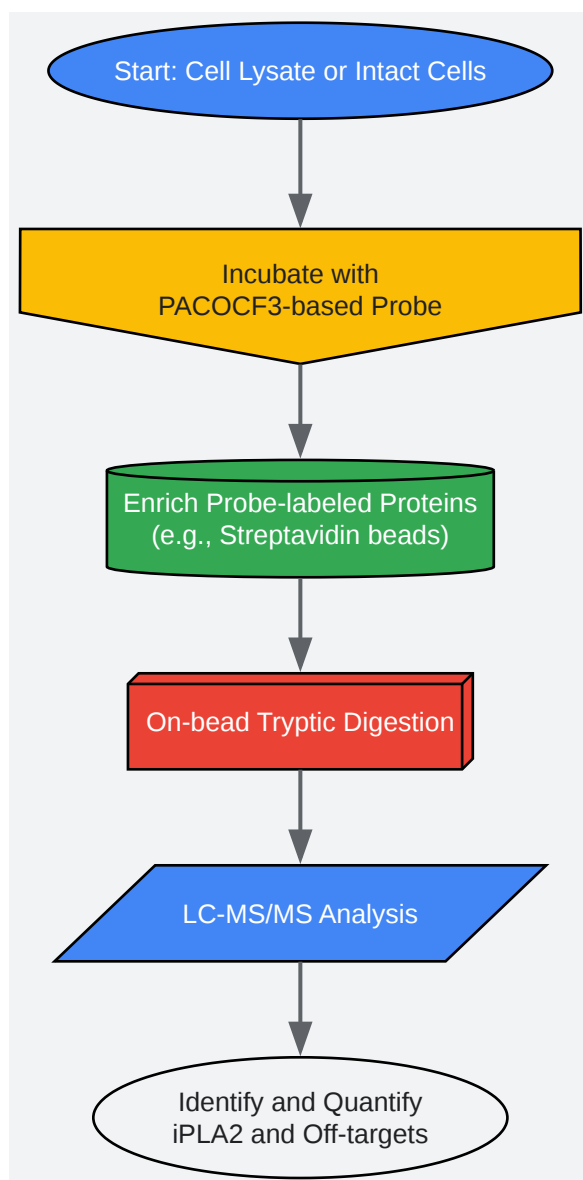 Start: Cell Lysate or Intact Cells
Incubate with
PACOCF3-based Probe
Enrich Probe-labeled Proteins
(e.g., Streptavidin beads)
On-bead Tryptic Digestion
LC-MS/MS Analysis
Identify and Quantify
iPLA2 and Off-targets